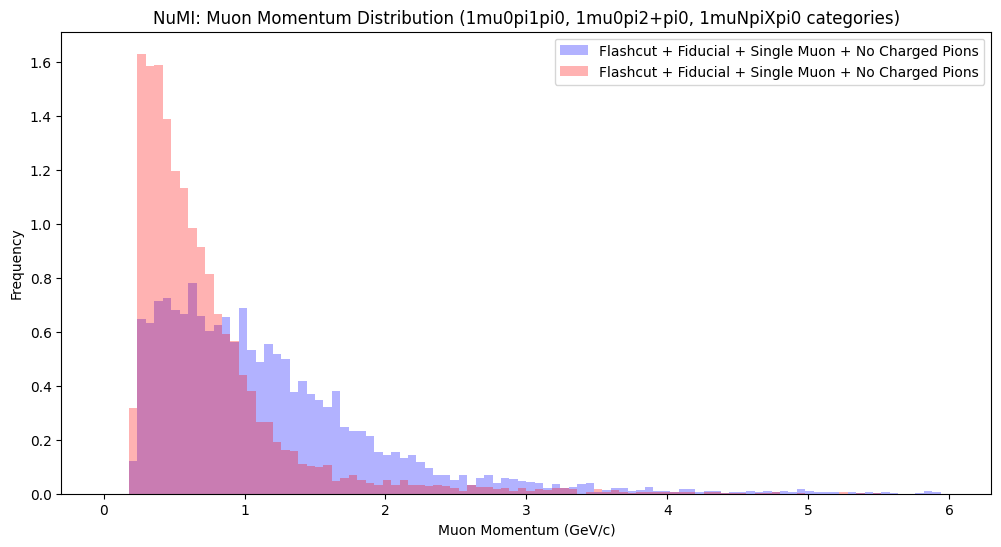 NuMI: Muon Momentum Distribution (1mu0pi1pi0, 1mu0pi2+pi0, 1muNpiXpi0 categories)
Flashcut + Fiducial + Single Muon + No Charged Pions
Flashcut + Fiducial + Single Muon + No Charged Pions
Frequency
1.6
1.4
1.2
1.0
0.8
0.6
0.4
0.2
0.0
0 1 2 3 4 5 6
Muon Momentum (GeV/c)